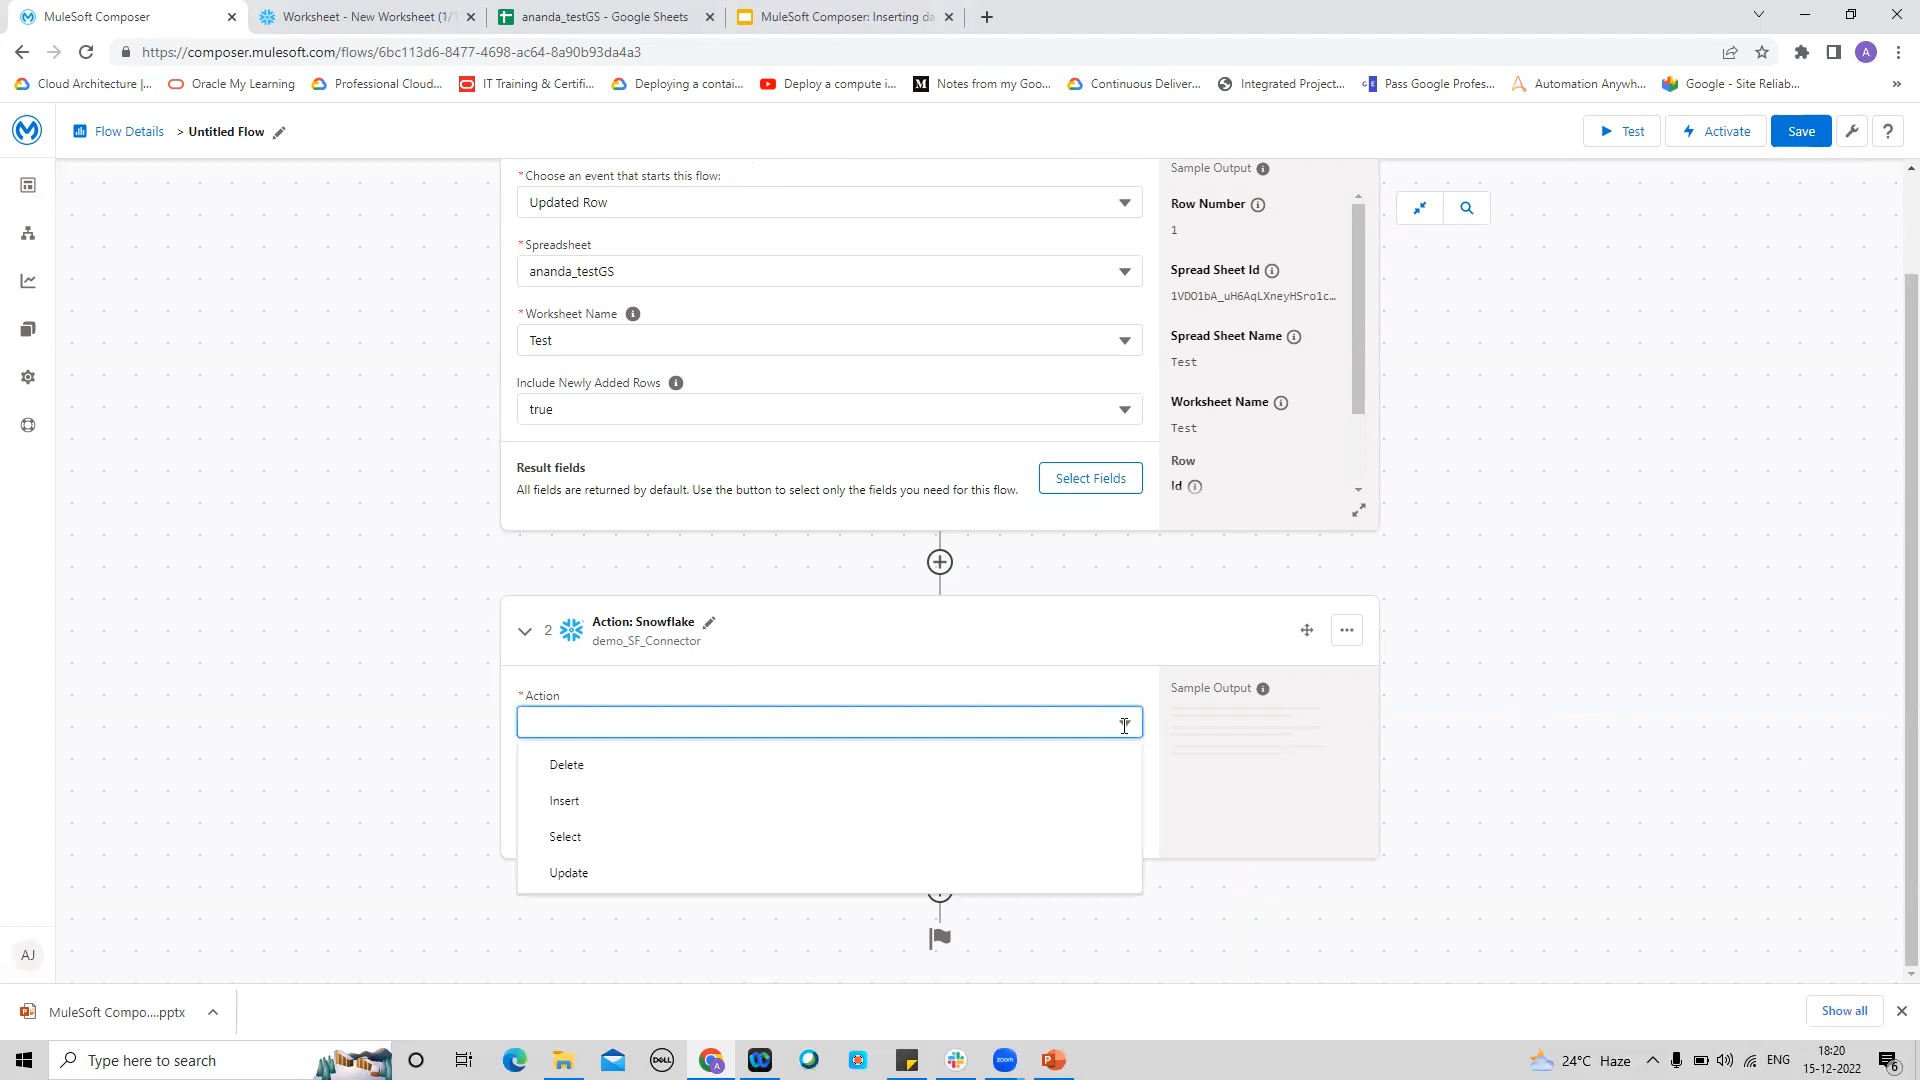 MuleSoft Composer
Worksheet - New Worksheet (1/1
ananda_testGS - Google Sheets
MuleSoft Composer: Inserting da
https://composer.mulesoft.com/flows/6bc113d6-8477-4698-ac64-8a90b93da4a3
A
Cloud Architecture |...
Oracle My Learning
Professional Cloud...
IT Training & Certifi...
Deploying a contai...
Deploy a compute i...
Notes from my Goo...
Continuous Deliver...
Integrated Project...
Pass Google Profes...
Automation Anywh...
Google - Site Reliab...
Flow Details > Untitled Flow
Test
Activate
Save
?
*Choose an event that starts this flow:
Updated Row
*Spreadsheet
ananda_testGS
*Worksheet Name
Test
Include Newly Added Rows
true
Result fields
All fields are returned by default. Use the button to select only the fields you need for this flow.
Select Fields
Sample Output
Row Number
1
Spread Sheet Id
1VDO1bA_uH6AqLXneyHSro1c...
Spread Sheet Name
Test
Worksheet Name
Test
Row
Id
2
Action: Snowflake
demo_SF_Connector
*Action
Delete
Insert
Select
Update
Sample Output
AJ
MuleSoft Compo....pptx
Show all
Type here to search
DELL
zoom
24°C Haze
ENG
18:20
15-12-2022
6